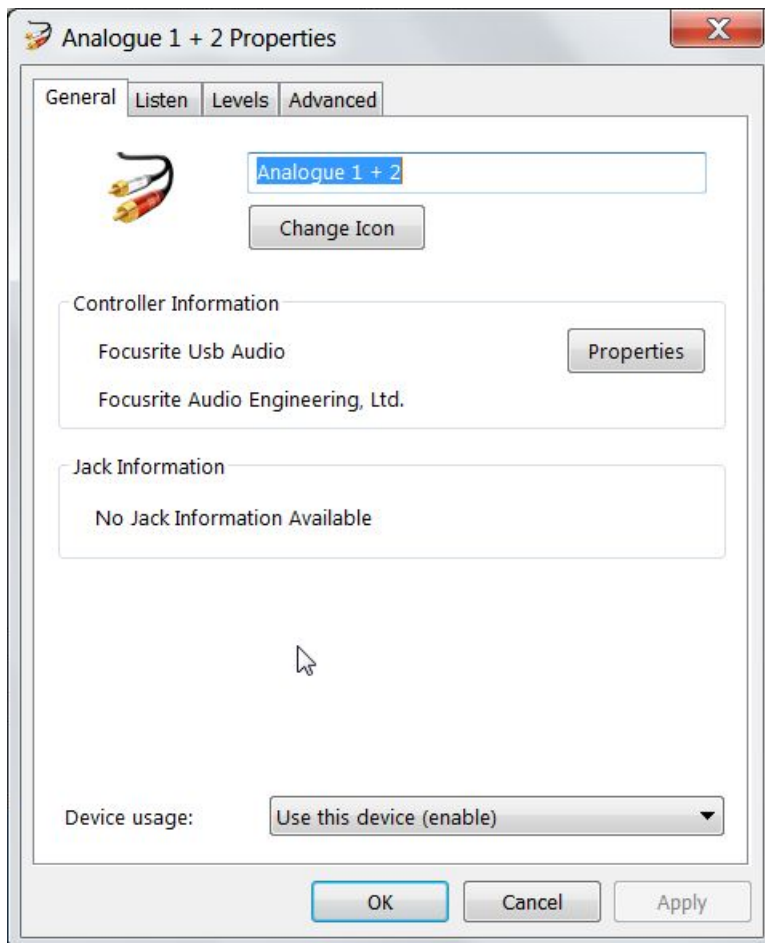 Analogue 1 + 2 Properties
General Listen Levels Advanced
Analogue 1 + 2
Change Icon
Controller Information
Focusrite Usb Audio
Properties
Focusrite Audio Engineering, Ltd.
Jack Information
No Jack Information Available
Device usage:
Use this device (enable)
OK Cancel Apply